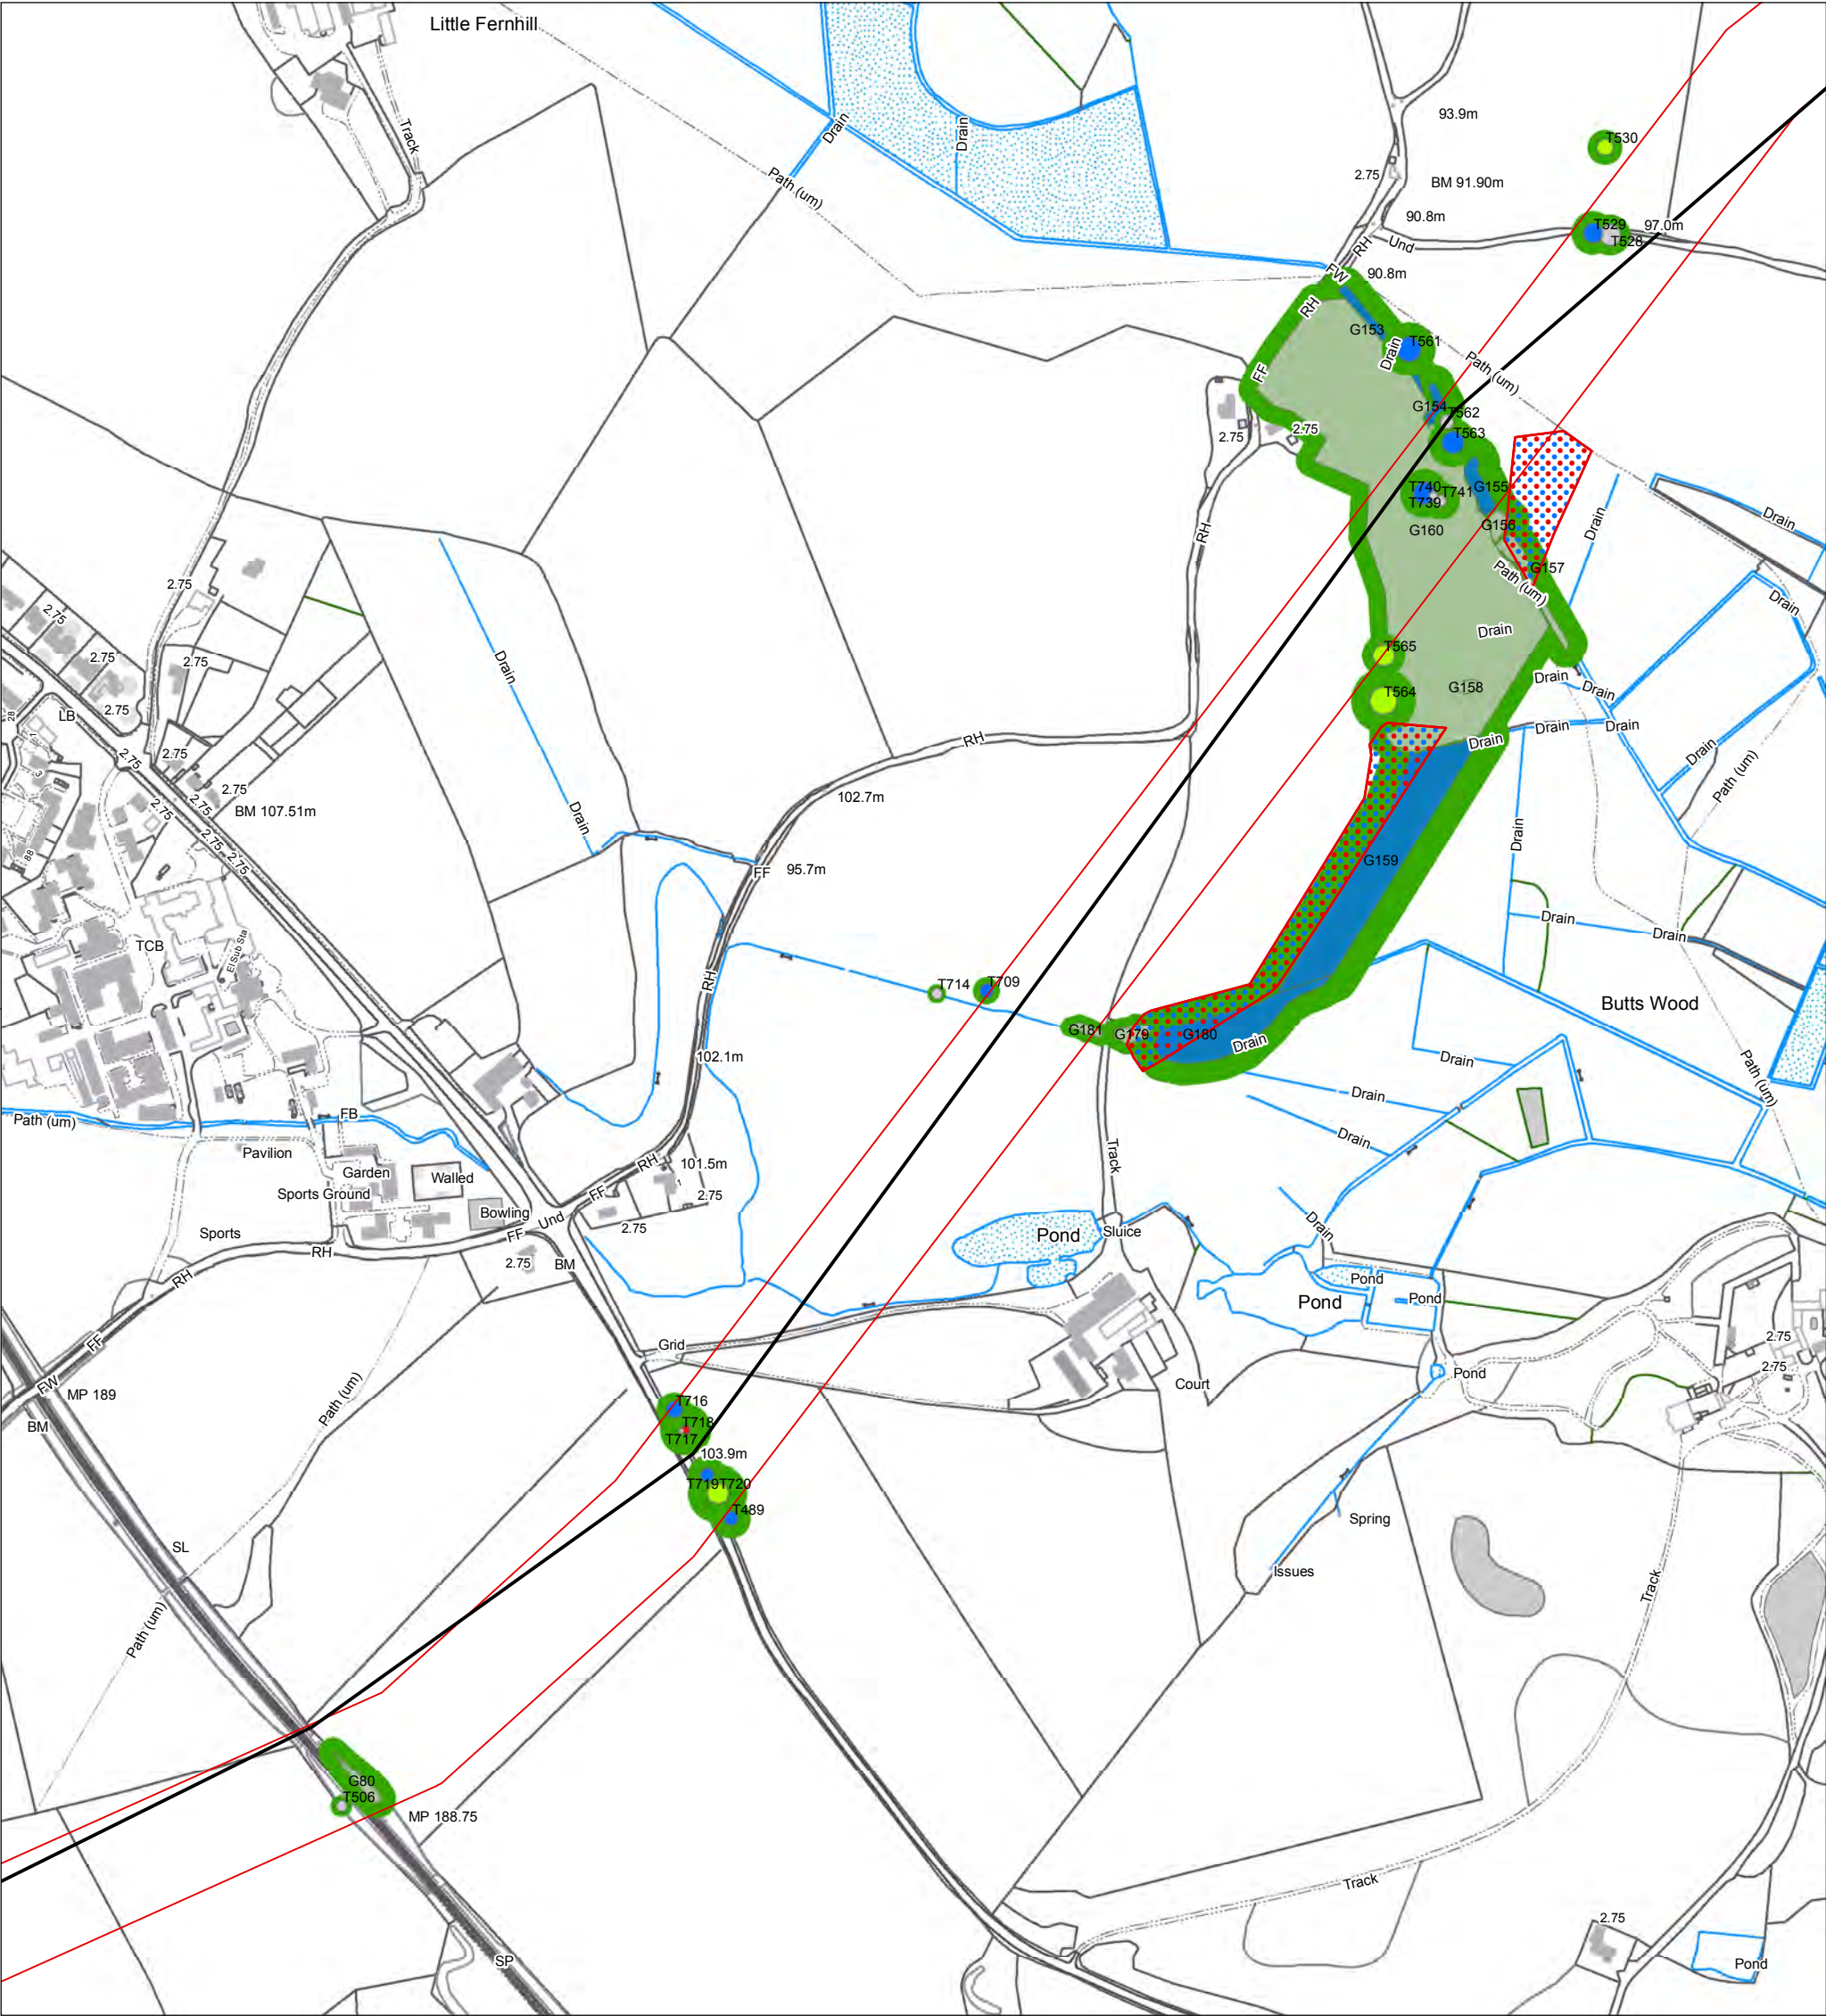 Little Fernhill
Track
Drain
Drain
Path (um)
93.9m
T530
2.75
BM 91.90m
90.8m
T529
97.0m
T528
Und
RH
FW
90.8m
RH
G153
T561
Drain
Path (um)
FF
G154
T562
2.75
2.75
T563
T740
T741
G155
T739
G156
G160
RH
Drain
Drain
G157
Path (um)
Drain
2.75
2.75
2.75
2.75
Drain
Drain
T565
2.75
28
LB
Drain
Drain
G158
T564
7
3
2.75
2.75
RH
Drain
Drain
Drain
Drain
Path (um)
2.75
2.75
2.75
BM 107.51m
102.7m
Drain
2.75
2.75
88
Drain
G159
FF
95.7m
Drain
Drain
TCB
El Sub Sta
RH
T714
T709
Butts Wood
G181
G179
G180
Drain
102.1m
Drain
Path (um)
Drain
Path (um)
FB
Drain
Pavilion
RH
101.5m
Track
Garden
Walled
1
2.75
Sports Ground
FF
Bowling
Und
2.75
Sports
FF
RH
Pond
Sluice
Drain
2.75
BM
RH
Pond
Pond
Pond
FF
Grid
2.75
2.75
Pond
FW
MP 189
Court
BM
Path (um)
T716
T718
T717
103.9m
T719
T720
T489
SL
Spring
Issues
Track
Path (um)
G80
T506
MP 188.75
Track
2.75
SP
Pond